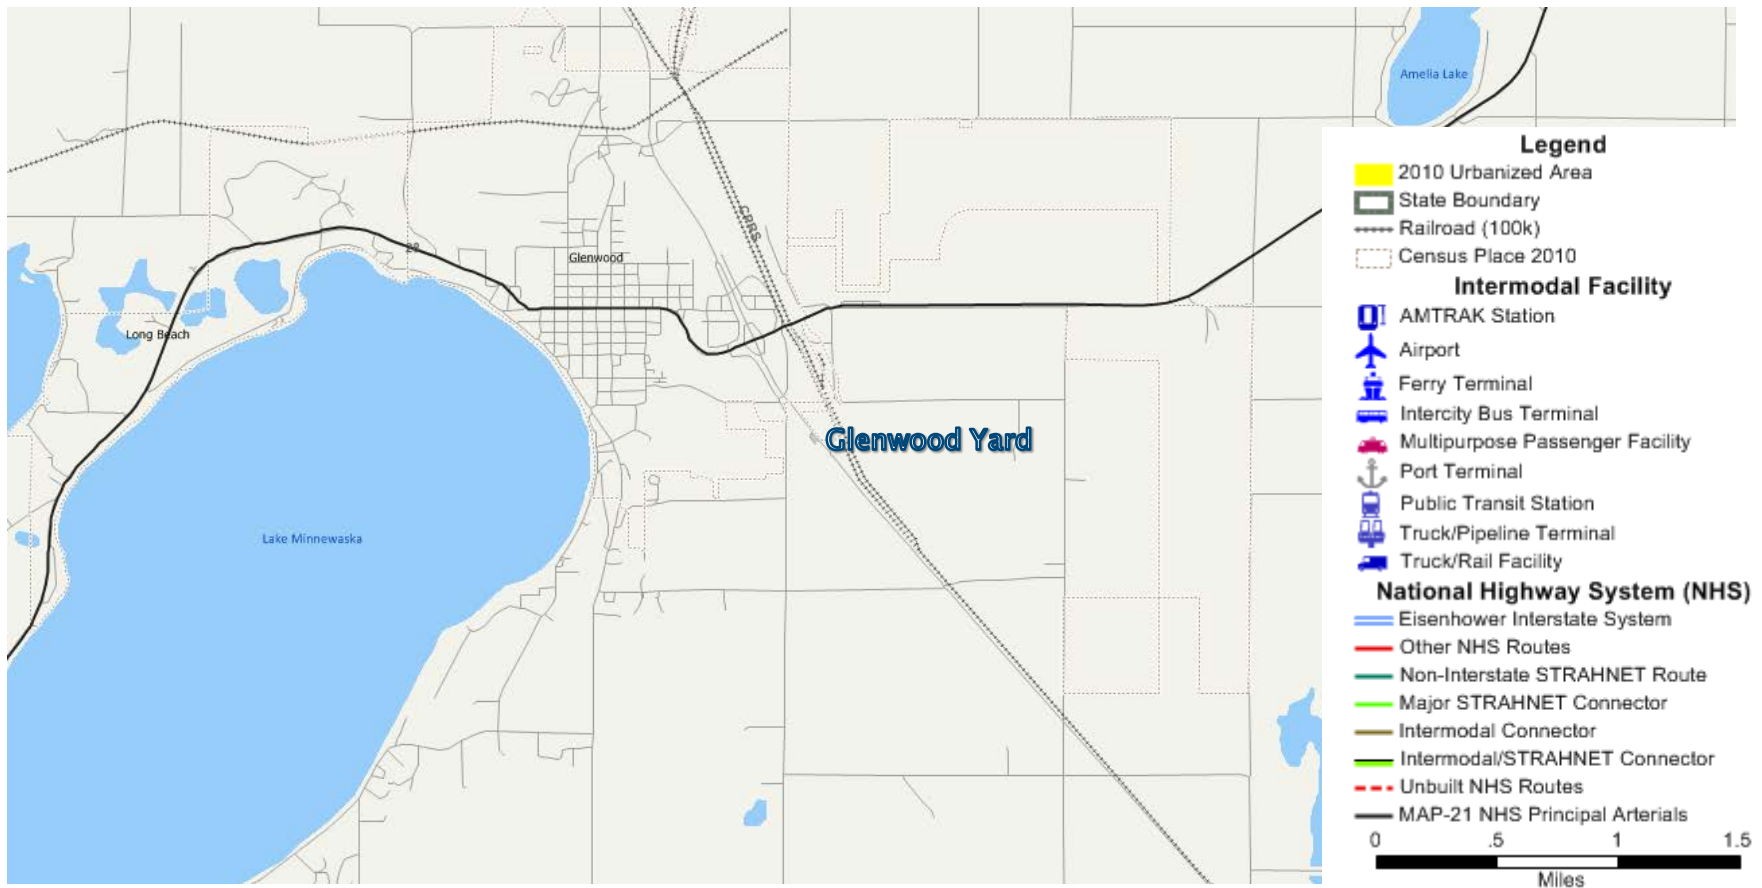 Amelia Lake
CPRS
28
Glenwood
Long Beach
Glenwood Yard
Lake Minnewaska
Legend
2010 Urbanized Area
State Boundary
Railroad (100k)
Census Place 2010
Intermodal Facility
AMTRAK Station
Airport
Ferry Terminal
Intercity Bus Terminal
Multipurpose Passenger Facility
Port Terminal
Public Transit Station
Truck/Pipeline Terminal
Truck/Rail Facility
National Highway System (NHS)
Eisenhower Interstate System
Other NHS Routes
Non-Interstate STRAHNET Route
Major STRAHNET Connector
Intermodal Connector
Intermodal/STRAHNET Connector
Unbuilt NHS Routes
MAP-21 NHS Principal Arterials
0 .5 1 1.5
Miles